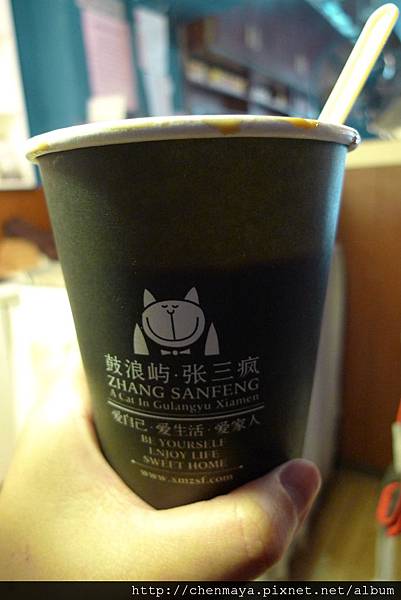 鼓浪屿·张三疯
ZHANG SANFENG
A Cat In Gulangyu Xiamen
爱自己·爱生活·爱家人
BE YOURSELF
ENJOY LIFE
SWEET HOME
www.xmzsf.com
http://chenmaya.pixnet.net/album